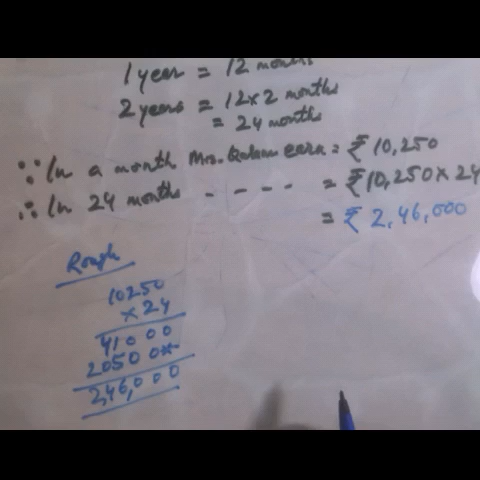 1 year = 12 months
2 years = 12×2 months
= 24 months
∵ In a month Mrs. earn = ₹ 10,250
∴ In 24 months - - - - = ₹ 10,250×24
= ₹ 2,46,000
Rough
10250
×24
41000
20500×
2,46,000